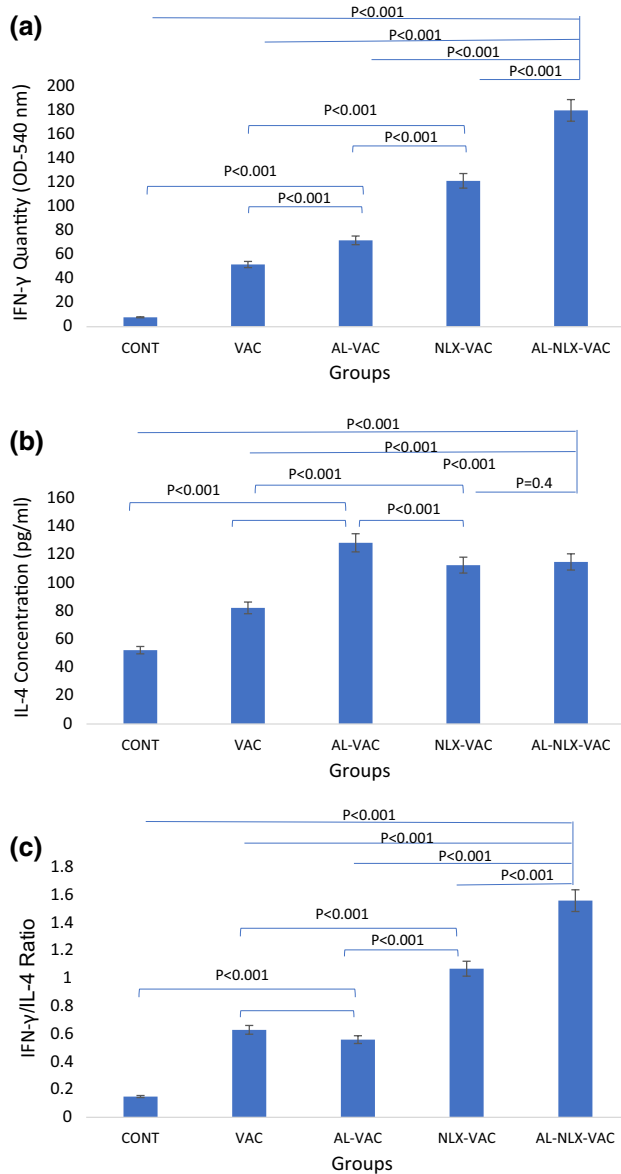 (a)
P<0.001
P<0.001
P<0.001
P<0.001
P<0.001
P<0.001
P<0.001
P<0.001
IFN-γ Quantity (OD-540 nm)
200
180
160
140
120
100
80
60
40
20
0
CONT VAC AL-VAC NLX-VAC AL-NLX-VAC
Groups
(b)
P<0.001
P<0.001
P<0.001
P=0.4
P<0.001
P<0.001
IL-4 Concentration (pg/ml)
160
140
120
100
80
60
40
20
0
CONT VAC AL-VAC NLX-VAC AL-NLX-VAC
Groups
(c)
P<0.001
P<0.001
P<0.001
P<0.001
P<0.001
P<0.001
P<0.001
IFN-γ/IL-4 Ratio
1.8
1.6
1.4
1.2
1
0.8
0.6
0.4
0.2
0
CONT VAC AL-VAC NLX-VAC AL-NLX-VAC
Groups